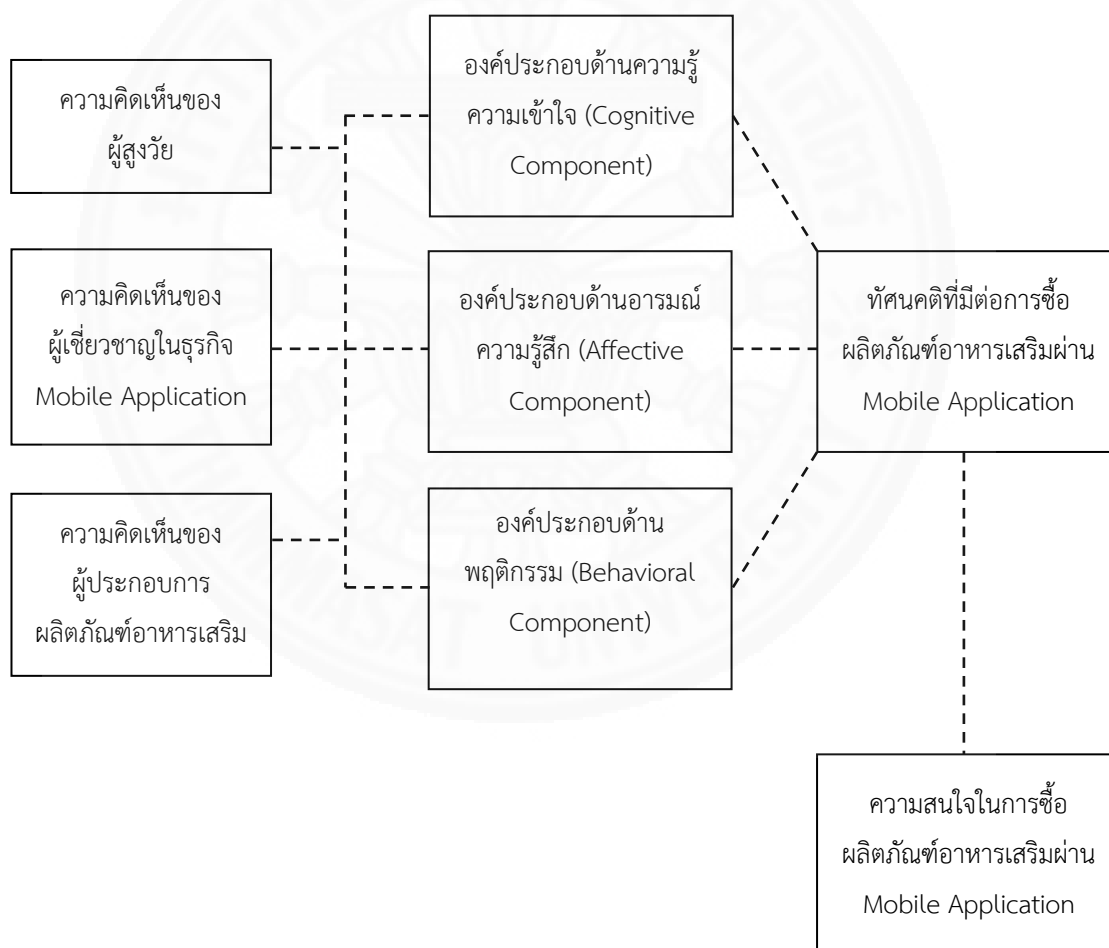 ความคิดเห็นของ
ผู้สูงวัย
ความคิดเห็นของ
ผู้เชี่ยวชาญในธุรกิจ
Mobile Application
ความคิดเห็นของ
ผู้ประกอบการ
ผลิตภัณฑ์อาหารเสริม
องค์ประกอบด้านความรู้
ความเข้าใจ (Cognitive
Component)
องค์ประกอบด้านอารมณ์
ความรู้สึก (Affective
Component)
องค์ประกอบด้าน
พฤติกรรม (Behavioral
Component)
ทัศนคติที่มีต่อการซื้อ
ผลิตภัณฑ์อาหารเสริมผ่าน
Mobile Application
ความสนใจในการซื้อ
ผลิตภัณฑ์อาหารเสริมผ่าน
Mobile Application